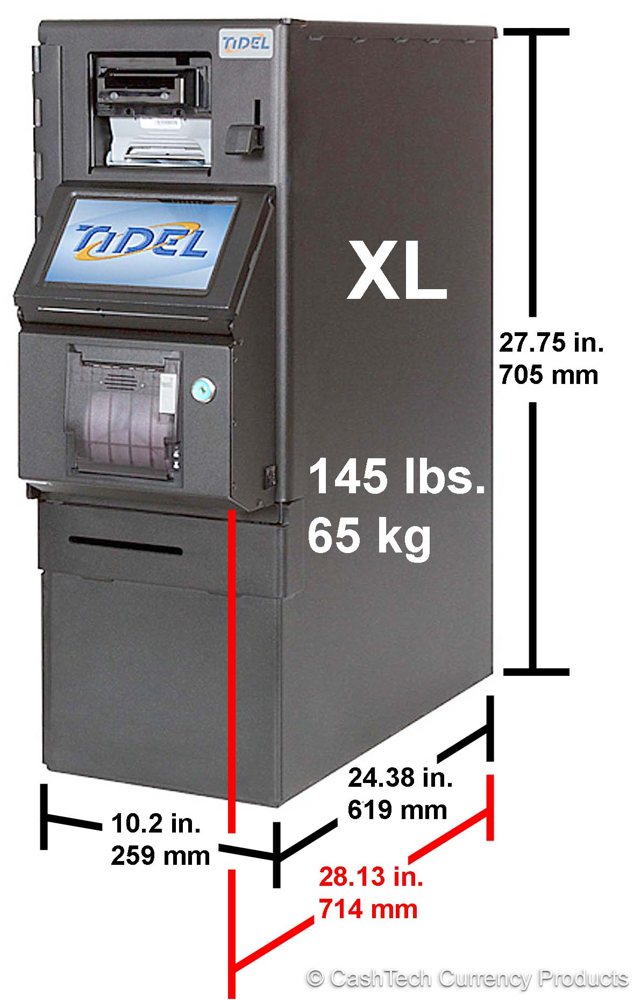 TIDEL
TIDEL
XL
27.75 in.
705 mm
145 lbs.
65 kg
24.38 in.
619 mm
10.2 in.
259 mm
28.13 in.
714 mm
© CashTech Currency Products